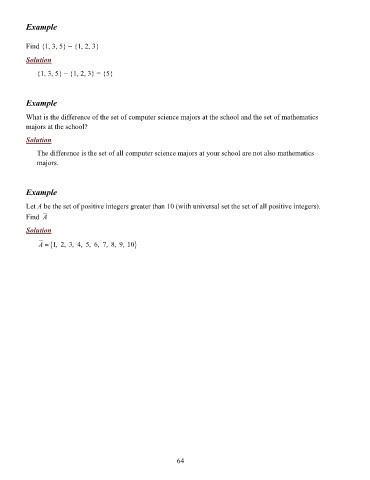 Example
Find {1, 3, 5} − {1, 2, 3}
Solution
{1, 3, 5} − {1, 2, 3} = {5}
Example
What is the difference of the set of computer science majors at the school and the set of mathematics
majors at the school?
Solution
The difference is the set of all computer science majors at your school are not also mathematics
majors.
Example
Let A be the set of positive integers greater than 10 (with universal set the set of all positive integers).
Find A̅
Solution
A̅ = {1, 2, 3, 4, 5, 6, 7, 8, 9, 10}
64